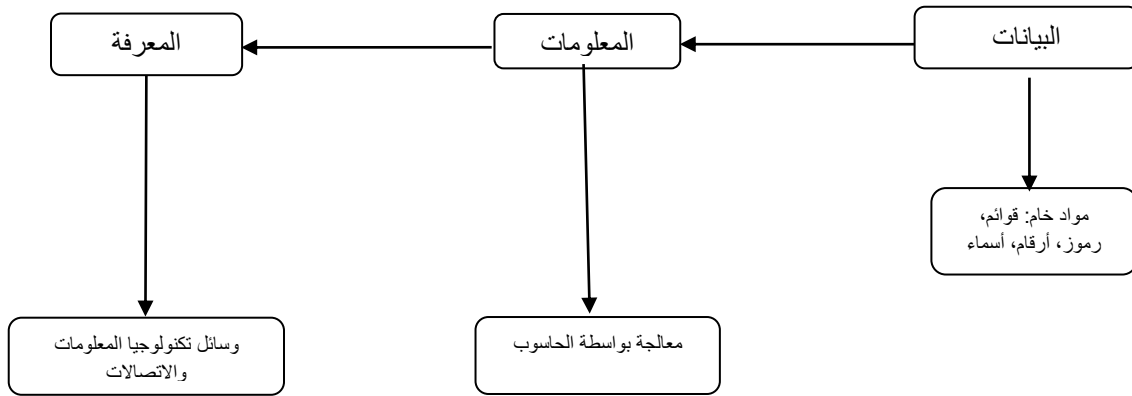 البيانات
المعلومات
المعرفة
مواد خام: قوائم،
رموز، أرقام، أسماء
معالجة بواسطة الحاسوب
وسائل تكنولوجيا المعلومات
والاتصالات